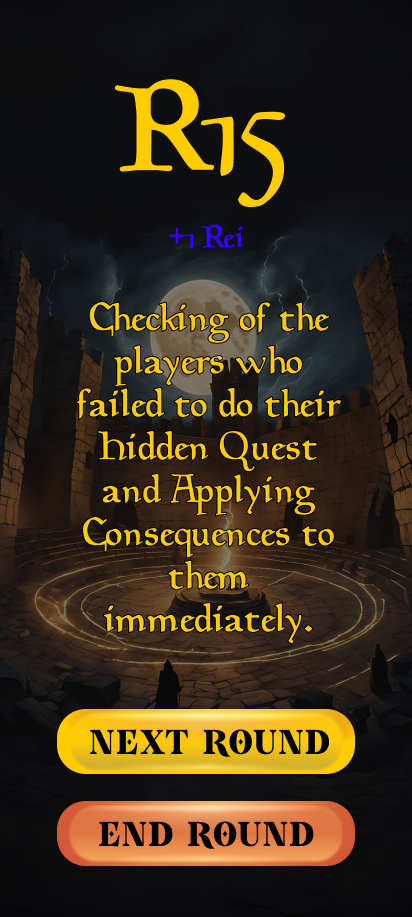 R15
+1 Rei
Checking of the
players who
failed to do their
Hidden Quest
and Applying
Consequences to
them
immediately.
NEXT ROUND
END ROUND